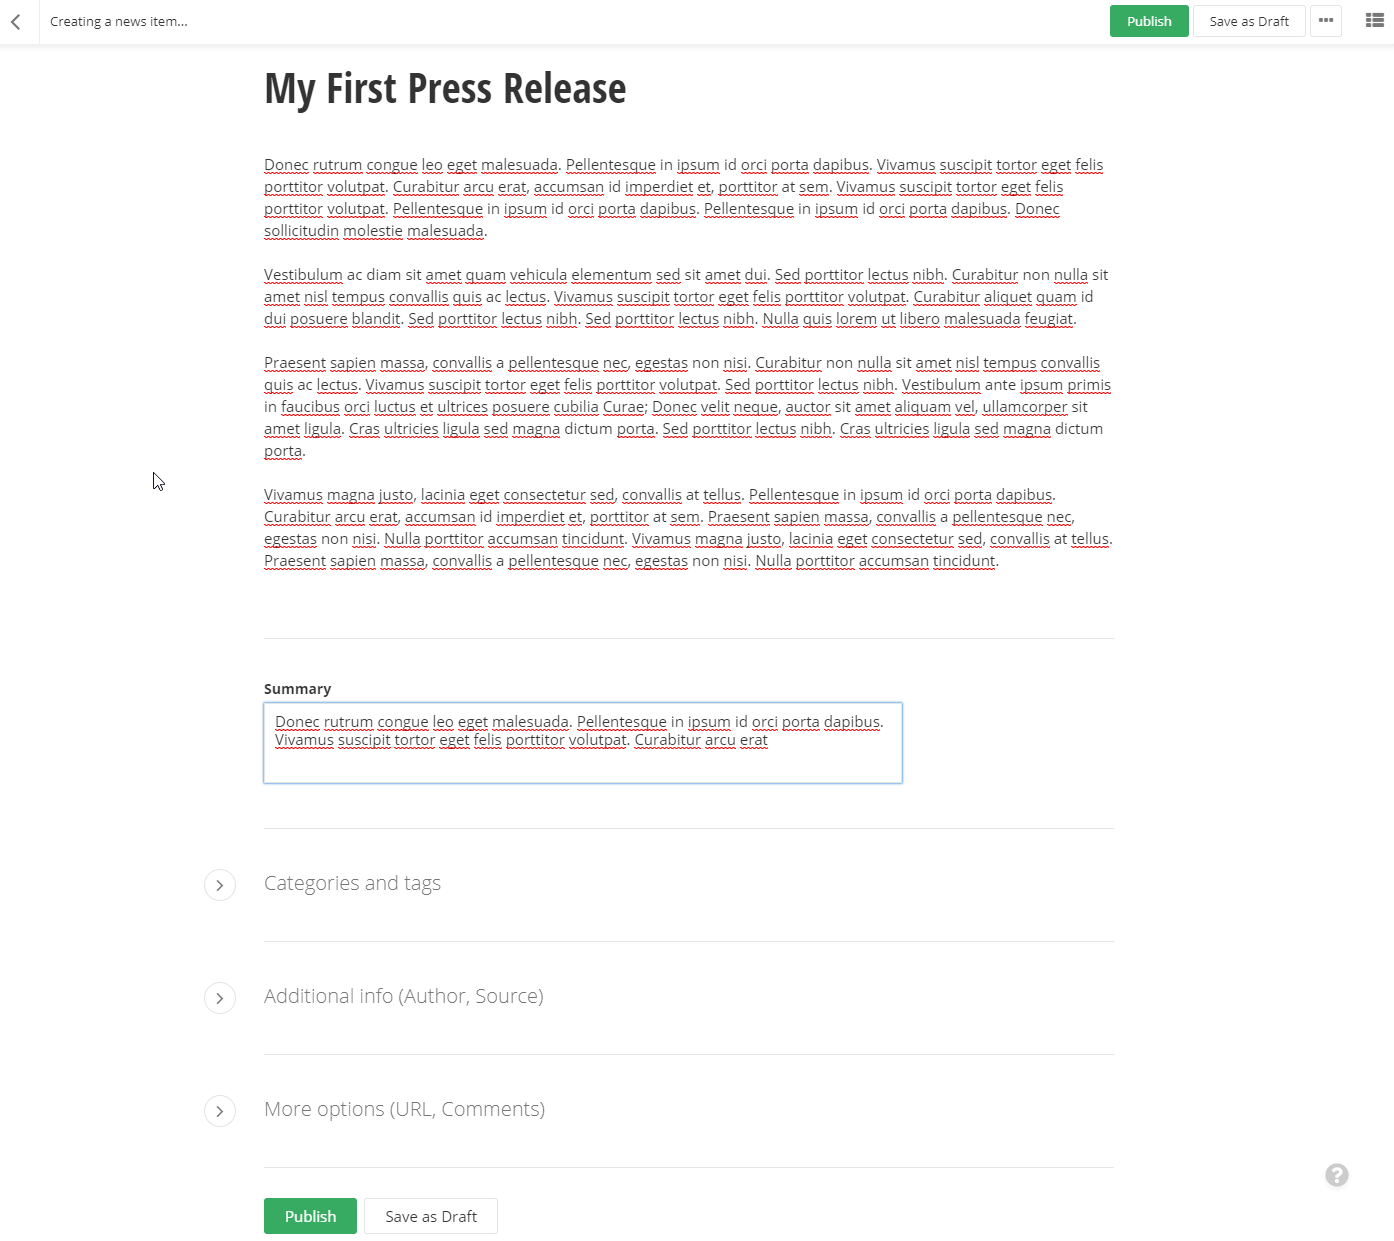 Creating a news item...
Publish
Save as Draft
My First Press Release
Donec rutrum congue leo eget malesuada. Pellentesque in ipsum id orci porta dapibus. Vivamus suscipit tortor eget felis
porttitor volutpat. Curabitur arcu erat, accumsan id imperdiet et, porttitor at sem. Vivamus suscipit tortor eget felis
porttitor volutpat. Pellentesque in ipsum id orci porta dapibus. Pellentesque in ipsum id orci porta dapibus. Donec
sollicitudin molestie malesuada.
Vestibulum ac diam sit amet quam vehicula elementum sed sit amet dui. Sed porttitor lectus nibh. Curabitur non nulla sit
amet nisl tempus convallis quis ac lectus. Vivamus suscipit tortor eget felis porttitor volutpat. Curabitur aliquet quam id
dui posuere blandit. Sed porttitor lectus nibh. Sed porttitor lectus nibh. Nulla quis lorem ut libero malesuada feugiat.
Praesent sapien massa, convallis a pellentesque nec, egestas non nisi. Curabitur non nulla sit amet nisl tempus convallis
quis ac lectus. Vivamus suscipit tortor eget felis porttitor volutpat. Sed porttitor lectus nibh. Vestibulum ante ipsum primis
in faucibus orci luctus et ultrices posuere cubilia Curae; Donec velit neque, auctor sit amet aliquam vel, ullamcorper sit
amet ligula. Cras ultricies ligula sed magna dictum porta. Sed porttitor lectus nibh. Cras ultricies ligula sed magna dictum
porta.
Vivamus magna justo, lacinia eget consectetur sed, convallis at tellus. Pellentesque in ipsum id orci porta dapibus.
Curabitur arcu erat, accumsan id imperdiet et, porttitor at sem. Praesent sapien massa, convallis a pellentesque nec,
egestas non nisi. Nulla porttitor accumsan tincidunt. Vivamus magna justo, lacinia eget consectetur sed, convallis at tellus.
Praesent sapien massa, convallis a pellentesque nec, egestas non nisi. Nulla porttitor accumsan tincidunt.
Summary
Donec rutrum congue leo eget malesuada. Pellentesque in ipsum id orci porta dapibus.
Vivamus suscipit tortor eget felis porttitor volutpat. Curabitur arcu erat
Categories and tags
Additional info (Author, Source)
More options (URL, Comments)
?
Publish
Save as Draft